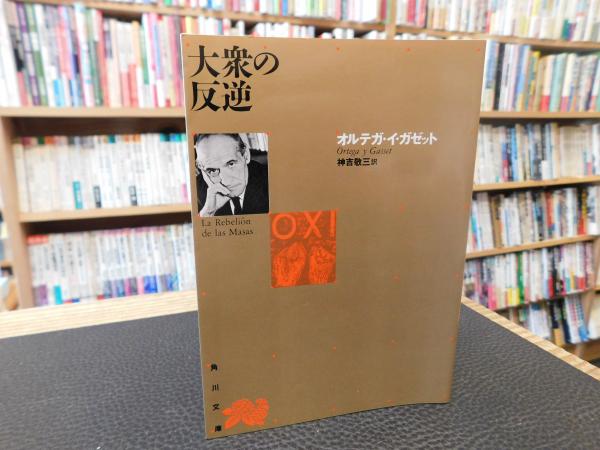 大衆の
反逆
オルテガ・イ・ガゼット
Ortega y Gasset
神吉敬三訳
La Rebelión
de las Masas
OXI
角川文庫